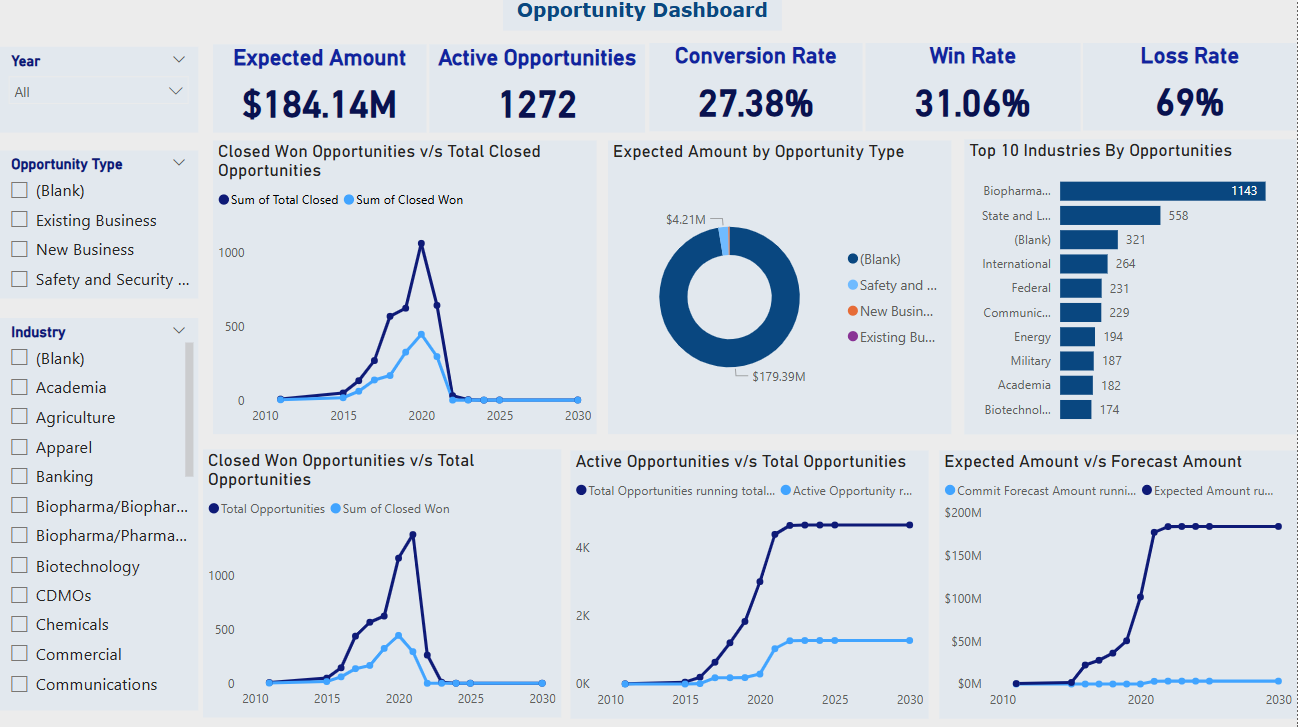 Opportunity Dashboard
Year
All
Opportunity Type
(Blank)
Existing Business
New Business
Safety and Security ...
Industry
(Blank)
Academia
Agriculture
Apparel
Banking
Biopharma/Biophar...
Biopharma/Pharma...
Biotechnology
CDMOs
Chemicals
Commercial
Communications
Expected Amount
$184.14M
Active Opportunities
1272
Conversion Rate
27.38%
Win Rate
31.06%
Loss Rate
69%
Closed Won Opportunities v/s Total Closed
Opportunities
Sum of Total Closed Sum of Closed Won
1000
500
0
2010 2015 2020 2025 2030
Expected Amount by Opportunity Type
$4.21M
$179.39M
(Blank)
Safety and ...
New Busin...
Existing Bu...
Top 10 Industries By Opportunities
Biopharma... 1143
State and L... 558
(Blank) 321
International 264
Federal 231
Communic... 229
Energy 194
Military 187
Academia 182
Biotechnol... 174
Closed Won Opportunities v/s Total
Opportunities
Total Opportunities Sum of Closed Won
1000
500
0
2010 2015 2020 2025 2030
Active Opportunities v/s Total Opportunities
Total Opportunities running total... Active Opportunity r...
4K
2K
0K
2010 2015 2020 2025 2030
Expected Amount v/s Forecast Amount
Commit Forecast Amount runni... Expected Amount ru...
$200M
$150M
$100M
$50M
$0M
2010 2020 2030